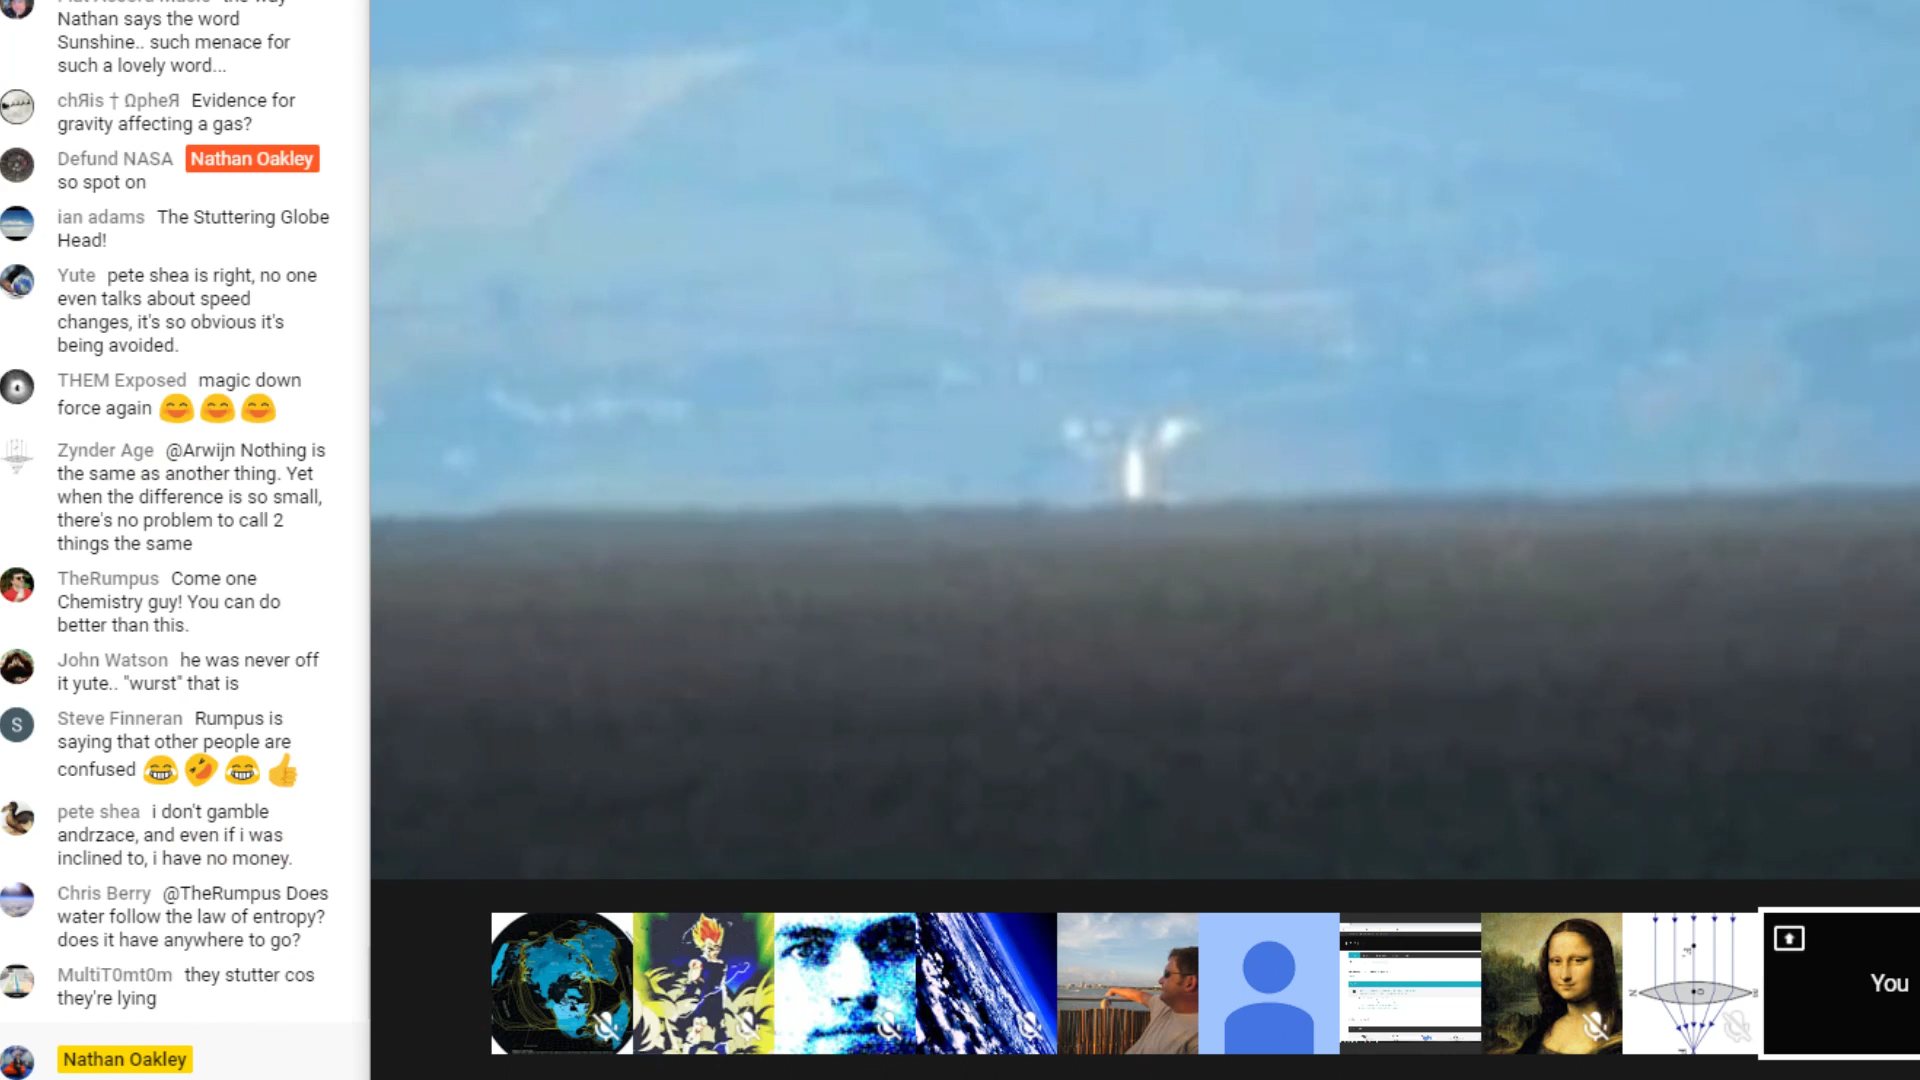 Nathan says the word
Sunshine.. such menace for
such a lovely word...
chЯis † ΩpheЯ Evidence for
gravity affecting a gas?
Defund NASA Nathan Oakley
so spot on
ian adams The Stuttering Globe
Head!
Yute pete shea is right, no one
even talks about speed
changes, it's so obvious it's
being avoided.
THEM Exposed magic down
force again
Zynder Age @Arwijn Nothing is
the same as another thing. Yet
when the difference is so small,
there's no problem to call 2
things the same
TheRumpus Come one
Chemistry guy! You can do
better than this.
John Watson he was never off
it yute.. "wurst" that is
S
Steve Finneran Rumpus is
saying that other people are
confused
pete shea i don't gamble
andrzace, and even if i was
inclined to, i have no money.
Chris Berry @TheRumpus Does
water follow the law of entropy?
does it have anywhere to go?
MultiT0mt0m they stutter cos
they're lying
Nathan Oakley
You